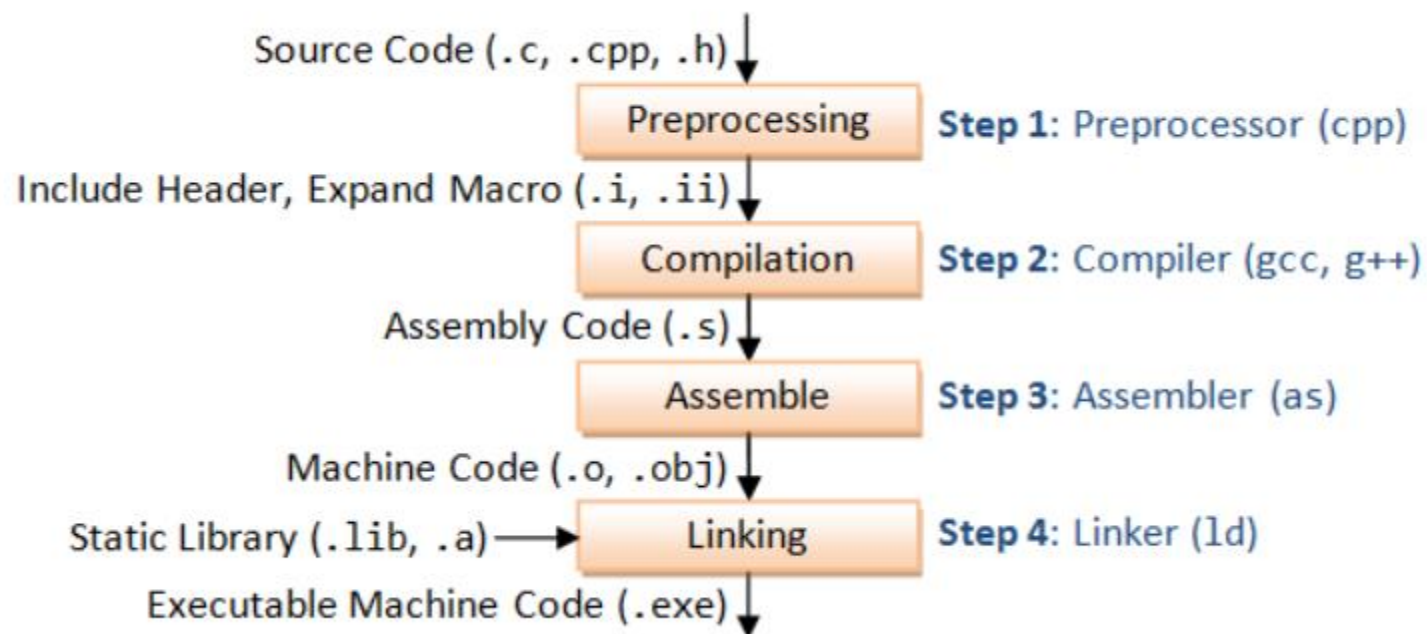 Source Code (.c, .cpp, .h)
Preprocessing
Step 1: Preprocessor (cpp)
Include Header, Expand Macro (.i, .ii)
Compilation
Step 2: Compiler (gcc, g++)
Assembly Code (.s)
Assemble
Step 3: Assembler (as)
Machine Code (.o, .obj)
Static Library (.lib, .a)
Linking
Step 4: Linker (ld)
Executable Machine Code (.exe)